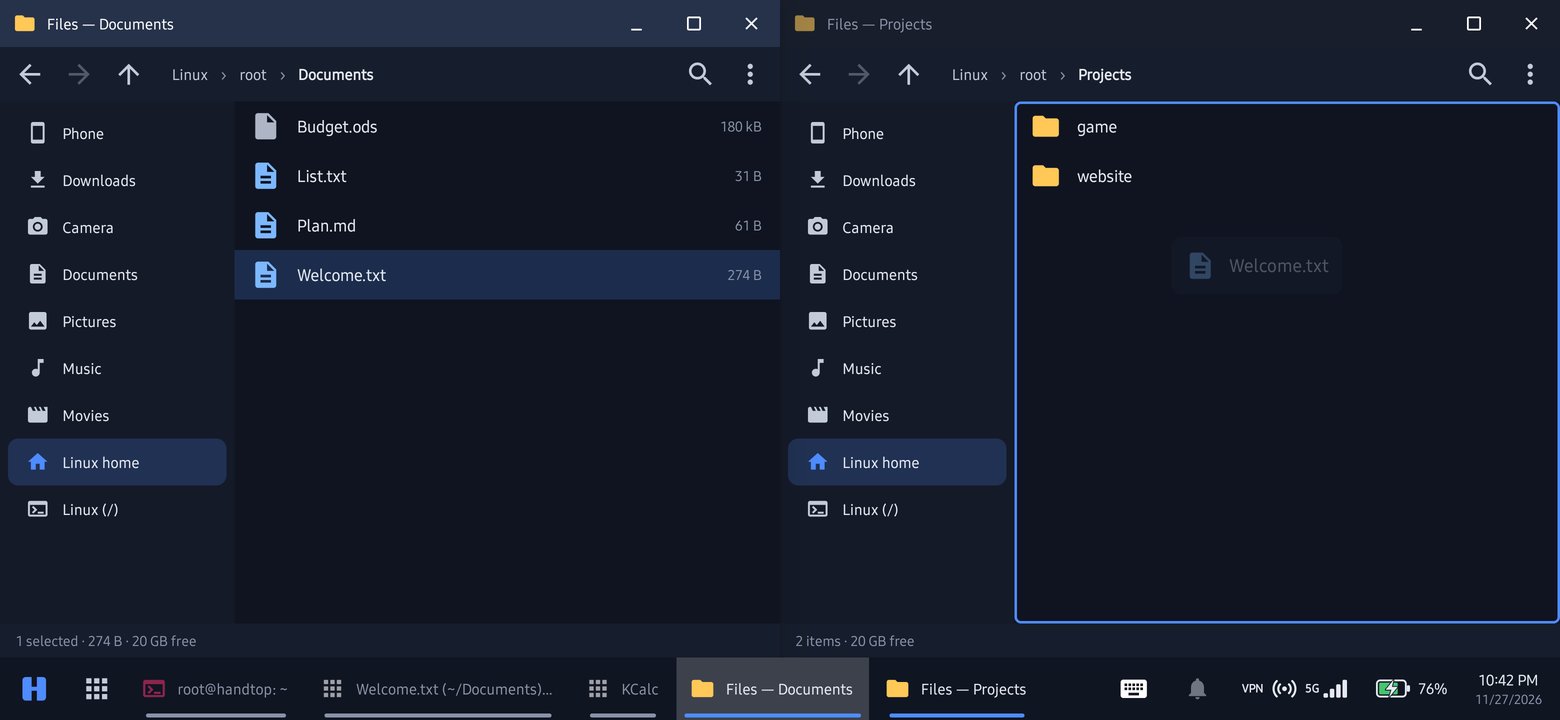 Files — Documents
Linux › root › Documents
Phone
Downloads
Camera
Documents
Pictures
Music
Movies
Linux home
Linux (/)
Budget.ods 180 kB
List.txt 31 B
Plan.md 61 B
Welcome.txt 274 B
1 selected · 274 B · 20 GB free
Files — Projects
Linux › root › Projects
Phone
Downloads
Camera
Documents
Pictures
Music
Movies
Linux home
Linux (/)
game
website
Welcome.txt
2 items · 20 GB free
H
root@handtop: ~
Welcome.txt (~/Documents)...
KCalc
Files — Documents
Files — Projects
VPN
5G
76%
10:42 PM
11/27/2026